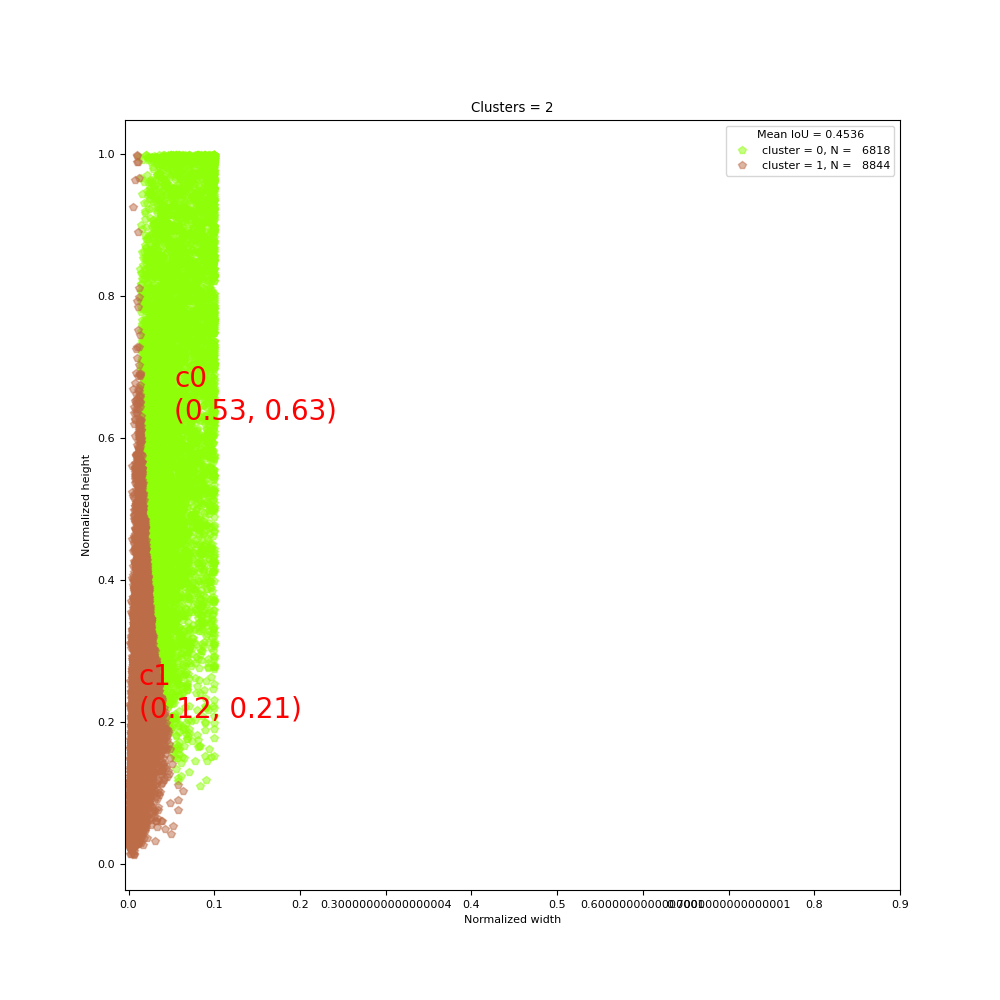 Clusters = 2
Mean IoU = 0.4536
cluster = 0, N = 6818
cluster = 1, N = 8844
1.0
0.8
c0
(0.53, 0.63)
0.6
Normalized height
0.4
c1
(0.12, 0.21)
0.2
0.0
0.0 0.1 0.2 0.30000000000000004 0.4 0.5 0.6000000000000001 0.7000000000000001 0.8 0.9
Normalized width